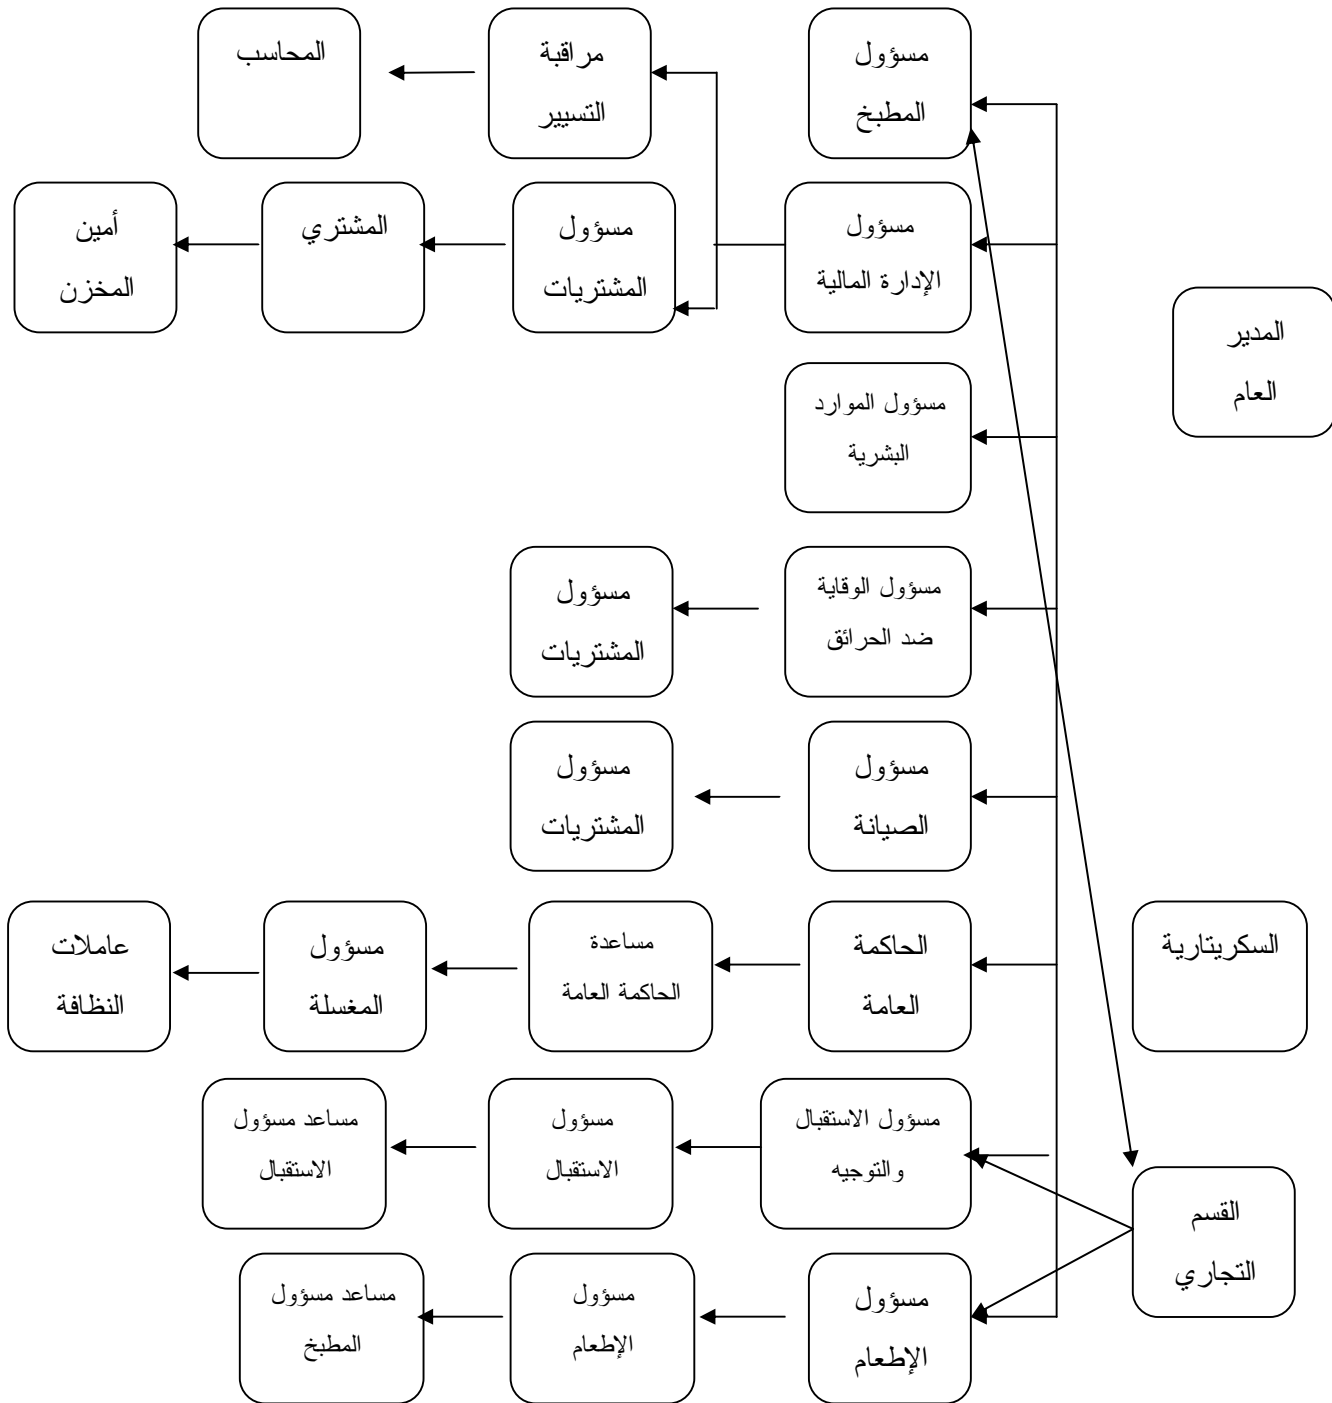 مسؤول
المطبخ
مراقبة
التسيير
المحاسب
مسؤول
الإدارة المالية
مسؤول
المشتريات
المشتري
أمين
المخزن
المدير
العام
مسؤول الموارد
البشرية
مسؤول الوقاية
ضد الحرائق
مسؤول
المشتريات
مسؤول
الصيانة
مسؤول
المشتريات
السكريتارية
الحاكمة
العامة
مساعدة
الحاكمة العامة
مسؤول
المغسلة
عاملات
النظافة
مسؤول الاستقبال
والتوجيه
مسؤول
الاستقبال
مساعد مسؤول
الاستقبال
القسم
التجاري
مسؤول
الإطعام
مسؤول
الإطعام
مساعد مسؤول
المطبخ